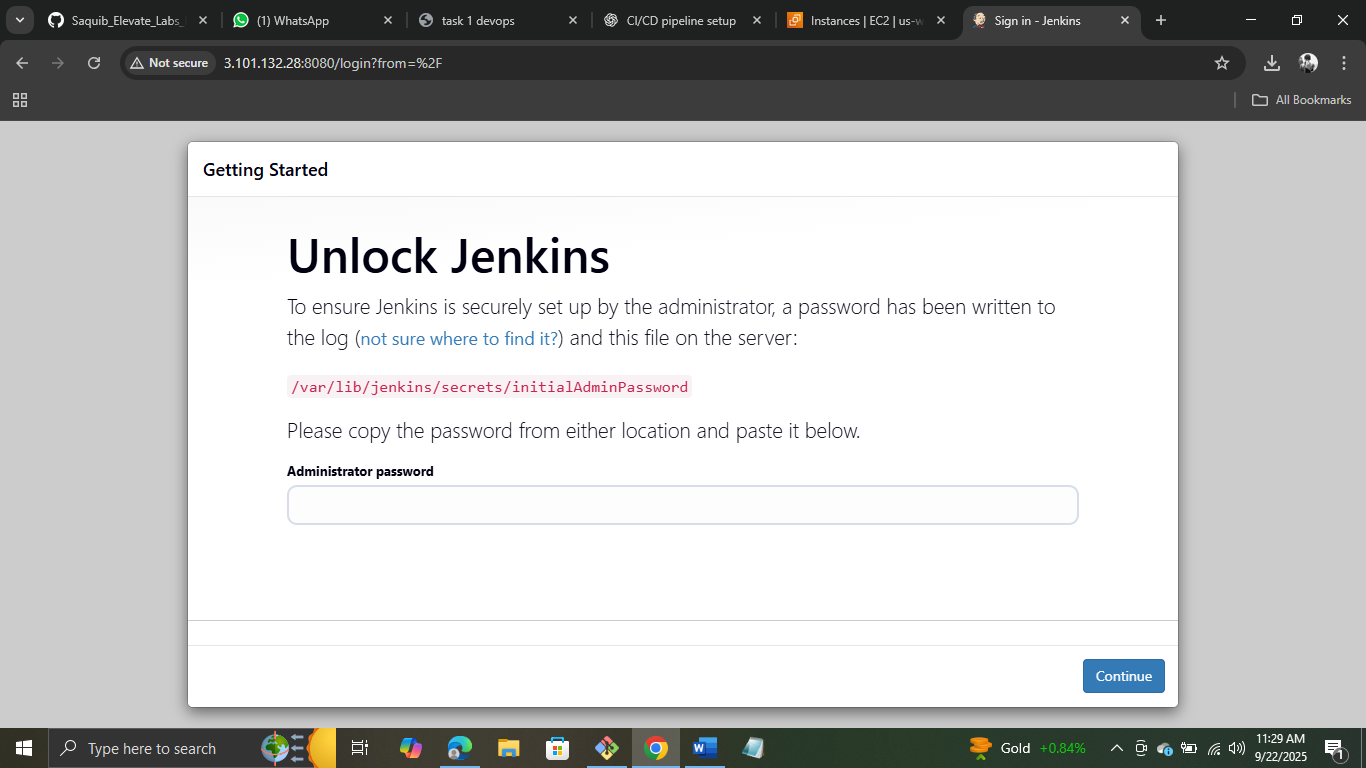 Saquib_Elevate_Labs_
(1) WhatsApp
task 1 devops
CI/CD pipeline setup
Instances | EC2 | us-w
Sign in - Jenkins
Not secure
3.101.132.28:8080/login?from=%2F
All Bookmarks
Getting Started
Unlock Jenkins
To ensure Jenkins is securely set up by the administrator, a password has been written to
the log (not sure where to find it?) and this file on the server:
/var/lib/jenkins/secrets/initialAdminPassword
Please copy the password from either location and paste it below.
Administrator password
Continue
Type here to search
Gold +0.84%
11:29 AM
9/22/2025
1